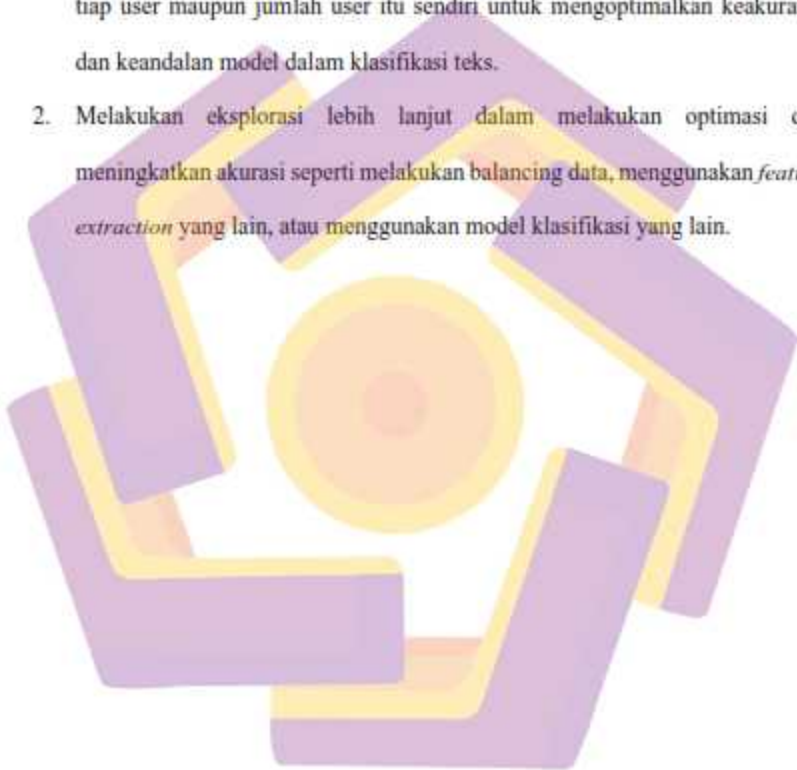 tiap user maupun jumlah user itu sendiri untuk mengoptimalkan
dan keandalan model dalam klasifikasi teks.
2. Melakukan eksplorasi lebih lanjut dalam melakukan optimasi
meningkatkan akurasi seperti melakukan balancing data, menggunakan
extraction yang lain, atau menggunakan model klasifikasi yang lain.